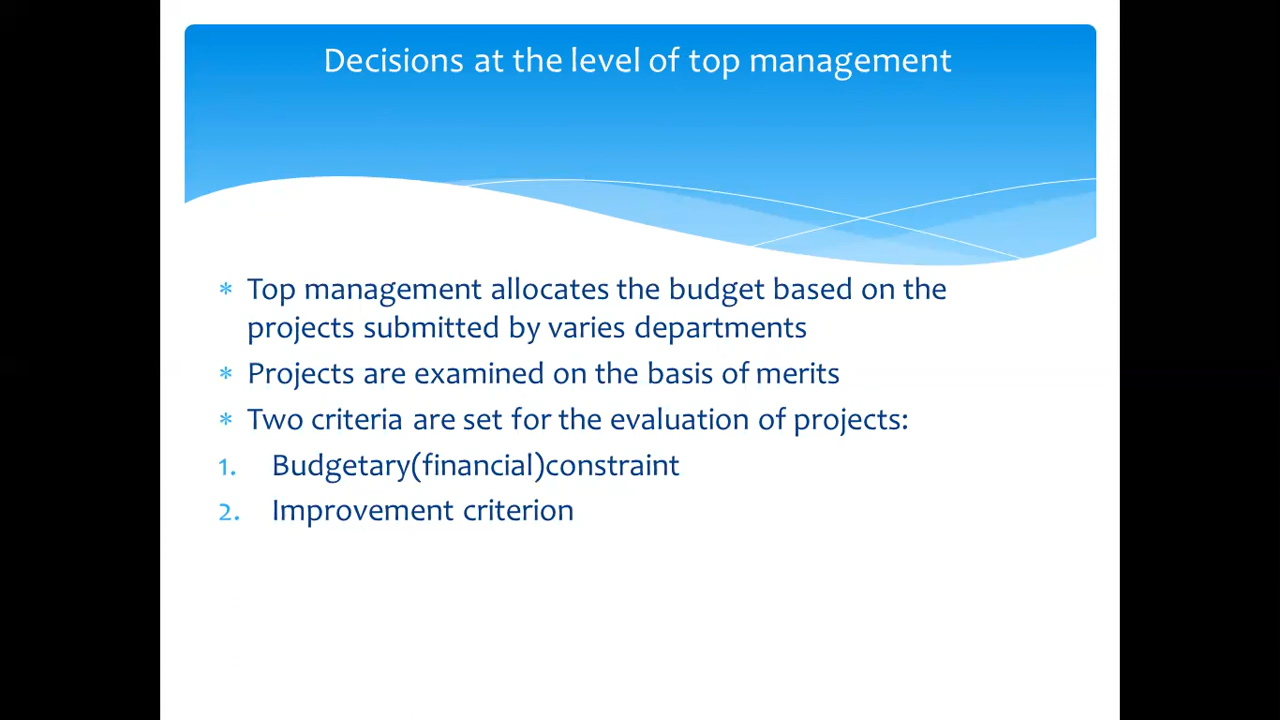 Decisions at the level of top management
* Top management allocates the budget based on the
projects submitted by varies departments
* Projects are examined on the basis of merits
* Two criteria are set for the evaluation of projects:
1. Budgetary(financial)constraint
2. Improvement criterion